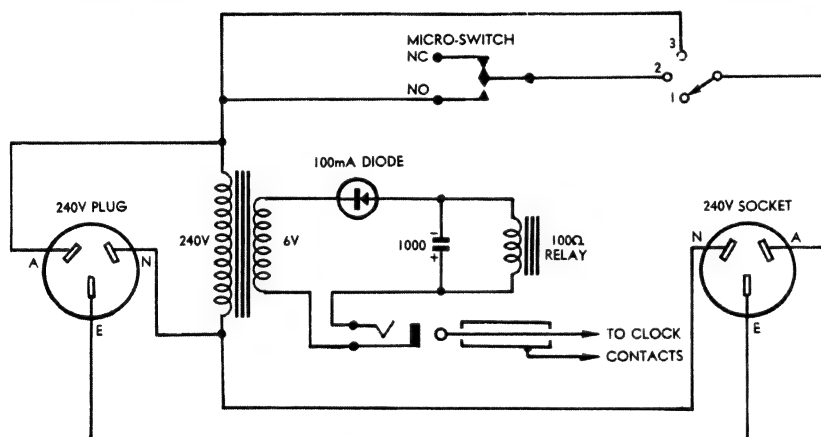 MICRO-SWITCH
NC
NO
3
2
1
100mA DIODE
240V PLUG
240V
6V
1000
−
+
100Ω
RELAY
240V SOCKET
A
N
E
N
A
E
TO CLOCK
CONTACTS